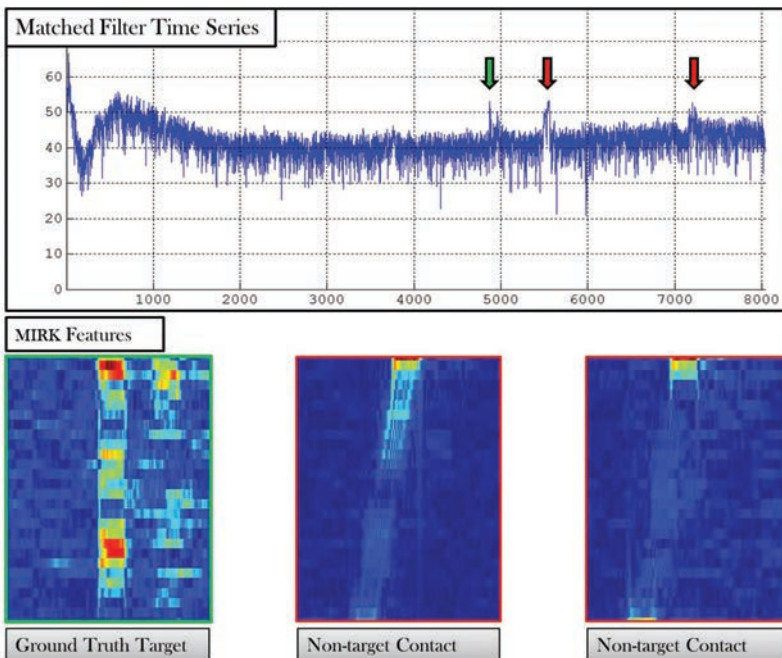 Matched Filter Time Series
60
50
40
30
20
10
0
1000 2000 3000 4000 5000 6000 7000 8000
MIRK Features
Ground Truth Target
Non-target Contact
Non-target Contact